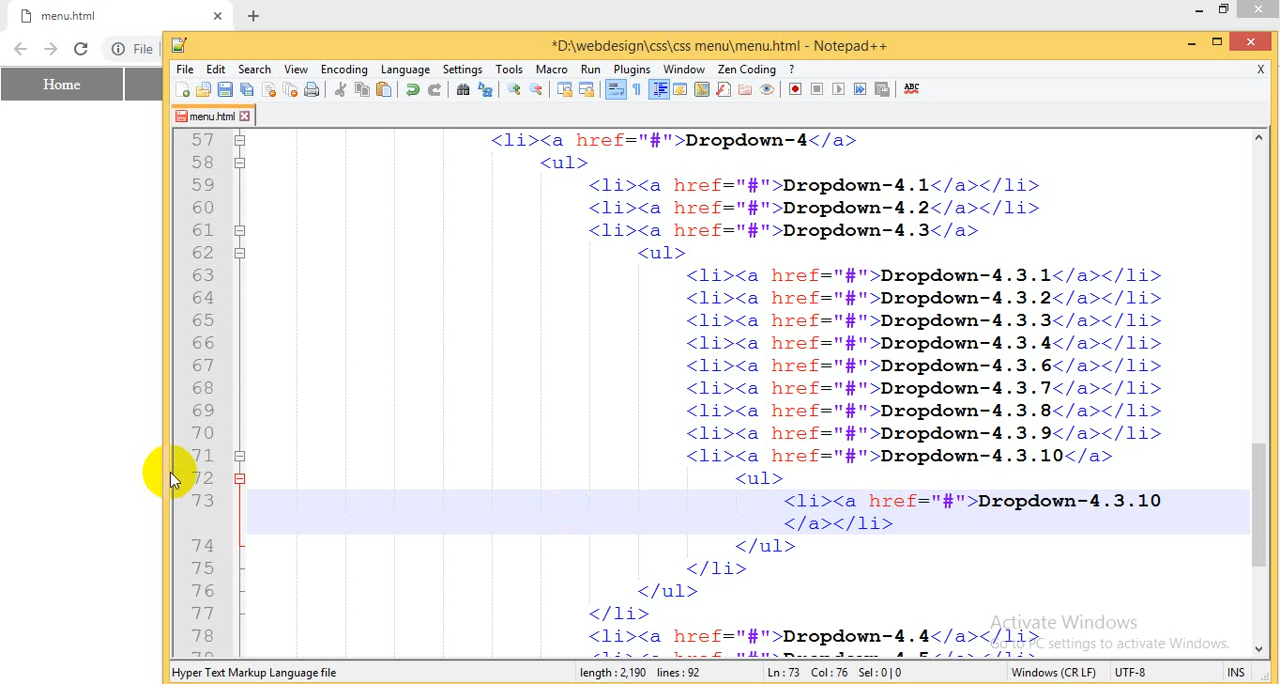 menu.html
File
Home
*D:\webdesign\css\css menu\menu.html - Notepad++
File Edit Search View Encoding Language Settings Tools Macro Run Plugins Window Zen Coding ? X
ABC
menu.html
57 <li><a href="#">Dropdown-4</a>
58 <ul>
59 <li><a href="#">Dropdown-4.1</a></li>
60 <li><a href="#">Dropdown-4.2</a></li>
61 <li><a href="#">Dropdown-4.3</a>
62 <ul>
63 <li><a href="#">Dropdown-4.3.1</a></li>
64 <li><a href="#">Dropdown-4.3.2</a></li>
65 <li><a href="#">Dropdown-4.3.3</a></li>
66 <li><a href="#">Dropdown-4.3.4</a></li>
67 <li><a href="#">Dropdown-4.3.6</a></li>
68 <li><a href="#">Dropdown-4.3.7</a></li>
69 <li><a href="#">Dropdown-4.3.8</a></li>
70 <li><a href="#">Dropdown-4.3.9</a></li>
71 <li><a href="#">Dropdown-4.3.10</a>
72 <ul>
73 <li><a href="#">Dropdown-4.3.10
</a></li>
74 </ul>
75 </li>
76 </ul>
77 </li>
78 <li><a href="#">Dropdown-4.4</a></li>
Activate Windows
Go to PC settings to activate Windows.
Hyper Text Markup Language file length : 2,190 lines : 92 Ln : 73 Col : 76 Sel : 0 | 0 Windows (CR LF) UTF-8 INS